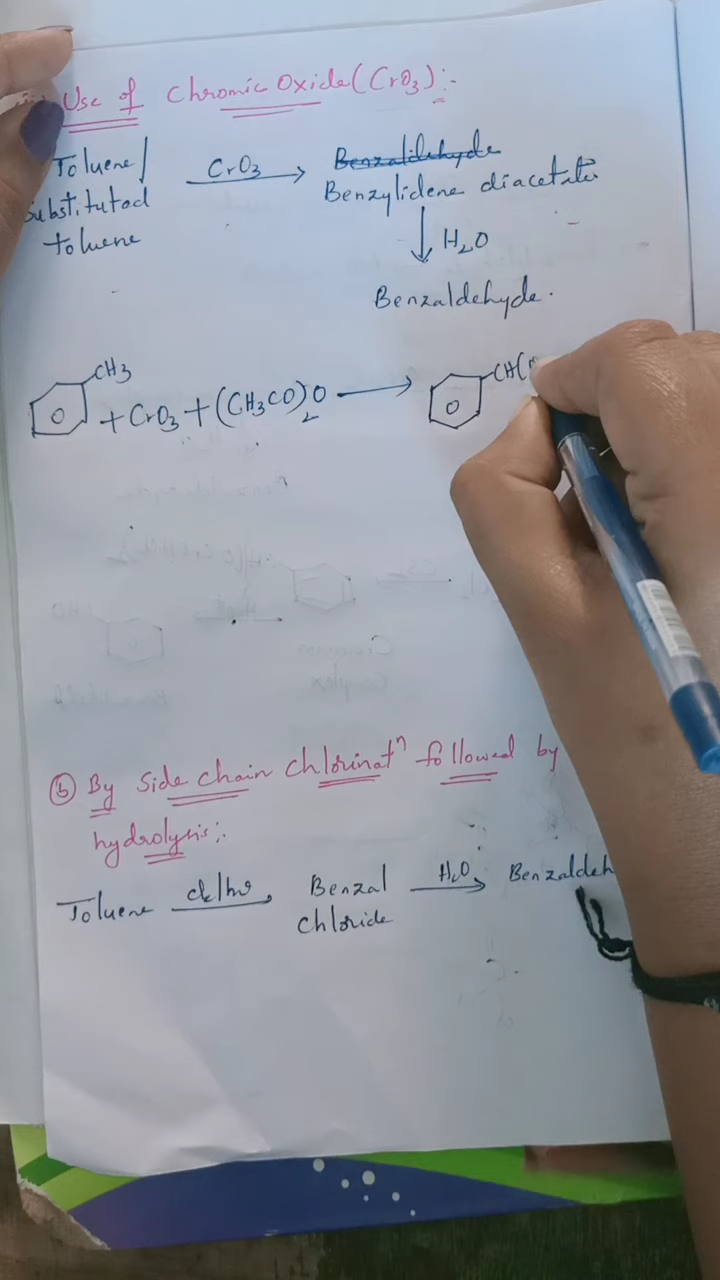 Use of Chromic Oxide (CrO3):-
Toluene/
substituted
toluene
CrO3
Benzaldehyde
Benzylidene diacetate
H2O
Benzaldehyde.
CH3
+ CrO3 + (CH3CO)2O
CH(
(b) By Side chain Chlorinatn followed by
hydrolysis:
Toluene Cl2/hν Benzal H2O Benzaldeh
chloride